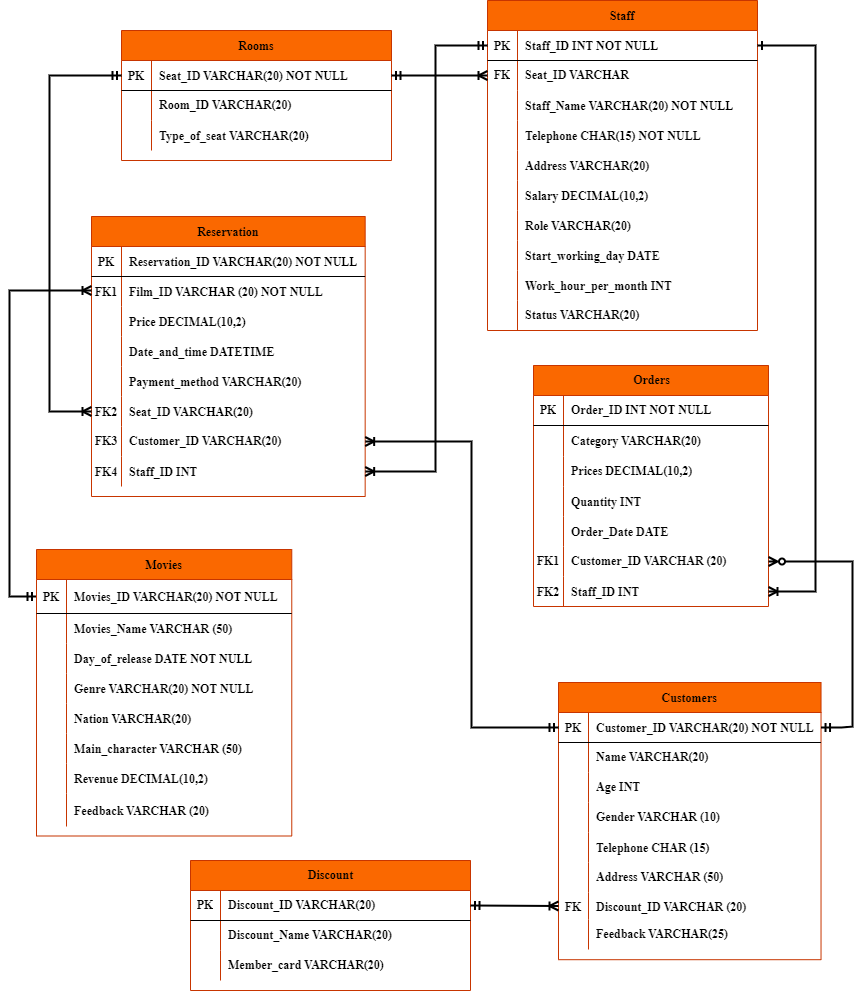 Staff
PK Staff_ID INT NOT NULL
FK Seat_ID VARCHAR
Staff_Name VARCHAR(20) NOT NULL
Telephone CHAR(15) NOT NULL
Address VARCHAR(20)
Salary DECIMAL(10,2)
Role VARCHAR(20)
Start_working_day DATE
Work_hour_per_month INT
Status VARCHAR(20)
Rooms
PK Seat_ID VARCHAR(20) NOT NULL
Room_ID VARCHAR(20)
Type_of_seat VARCHAR(20)
Reservation
PK Reservation_ID VARCHAR(20) NOT NULL
FK1 Film_ID VARCHAR (20) NOT NULL
Price DECIMAL(10,2)
Date_and_time DATETIME
Payment_method VARCHAR(20)
FK2 Seat_ID VARCHAR(20)
FK3 Customer_ID VARCHAR(20)
FK4 Staff_ID INT
Orders
PK Order_ID INT NOT NULL
Category VARCHAR(20)
Prices DECIMAL(10,2)
Quantity INT
Order_Date DATE
FK1 Customer_ID VARCHAR (20)
FK2 Staff_ID INT
Movies
PK Movies_ID VARCHAR(20) NOT NULL
Movies_Name VARCHAR (50)
Day_of_release DATE NOT NULL
Genre VARCHAR(20) NOT NULL
Nation VARCHAR(20)
Main_character VARCHAR (50)
Revenue DECIMAL(10,2)
Feedback VARCHAR (20)
Customers
PK Customer_ID VARCHAR(20) NOT NULL
Name VARCHAR(20)
Age INT
Gender VARCHAR (10)
Telephone CHAR (15)
Address VARCHAR (50)
FK Discount_ID VARCHAR (20)
Feedback VARCHAR(25)
Discount
PK Discount_ID VARCHAR(20)
Discount_Name VARCHAR(20)
Member_card VARCHAR(20)